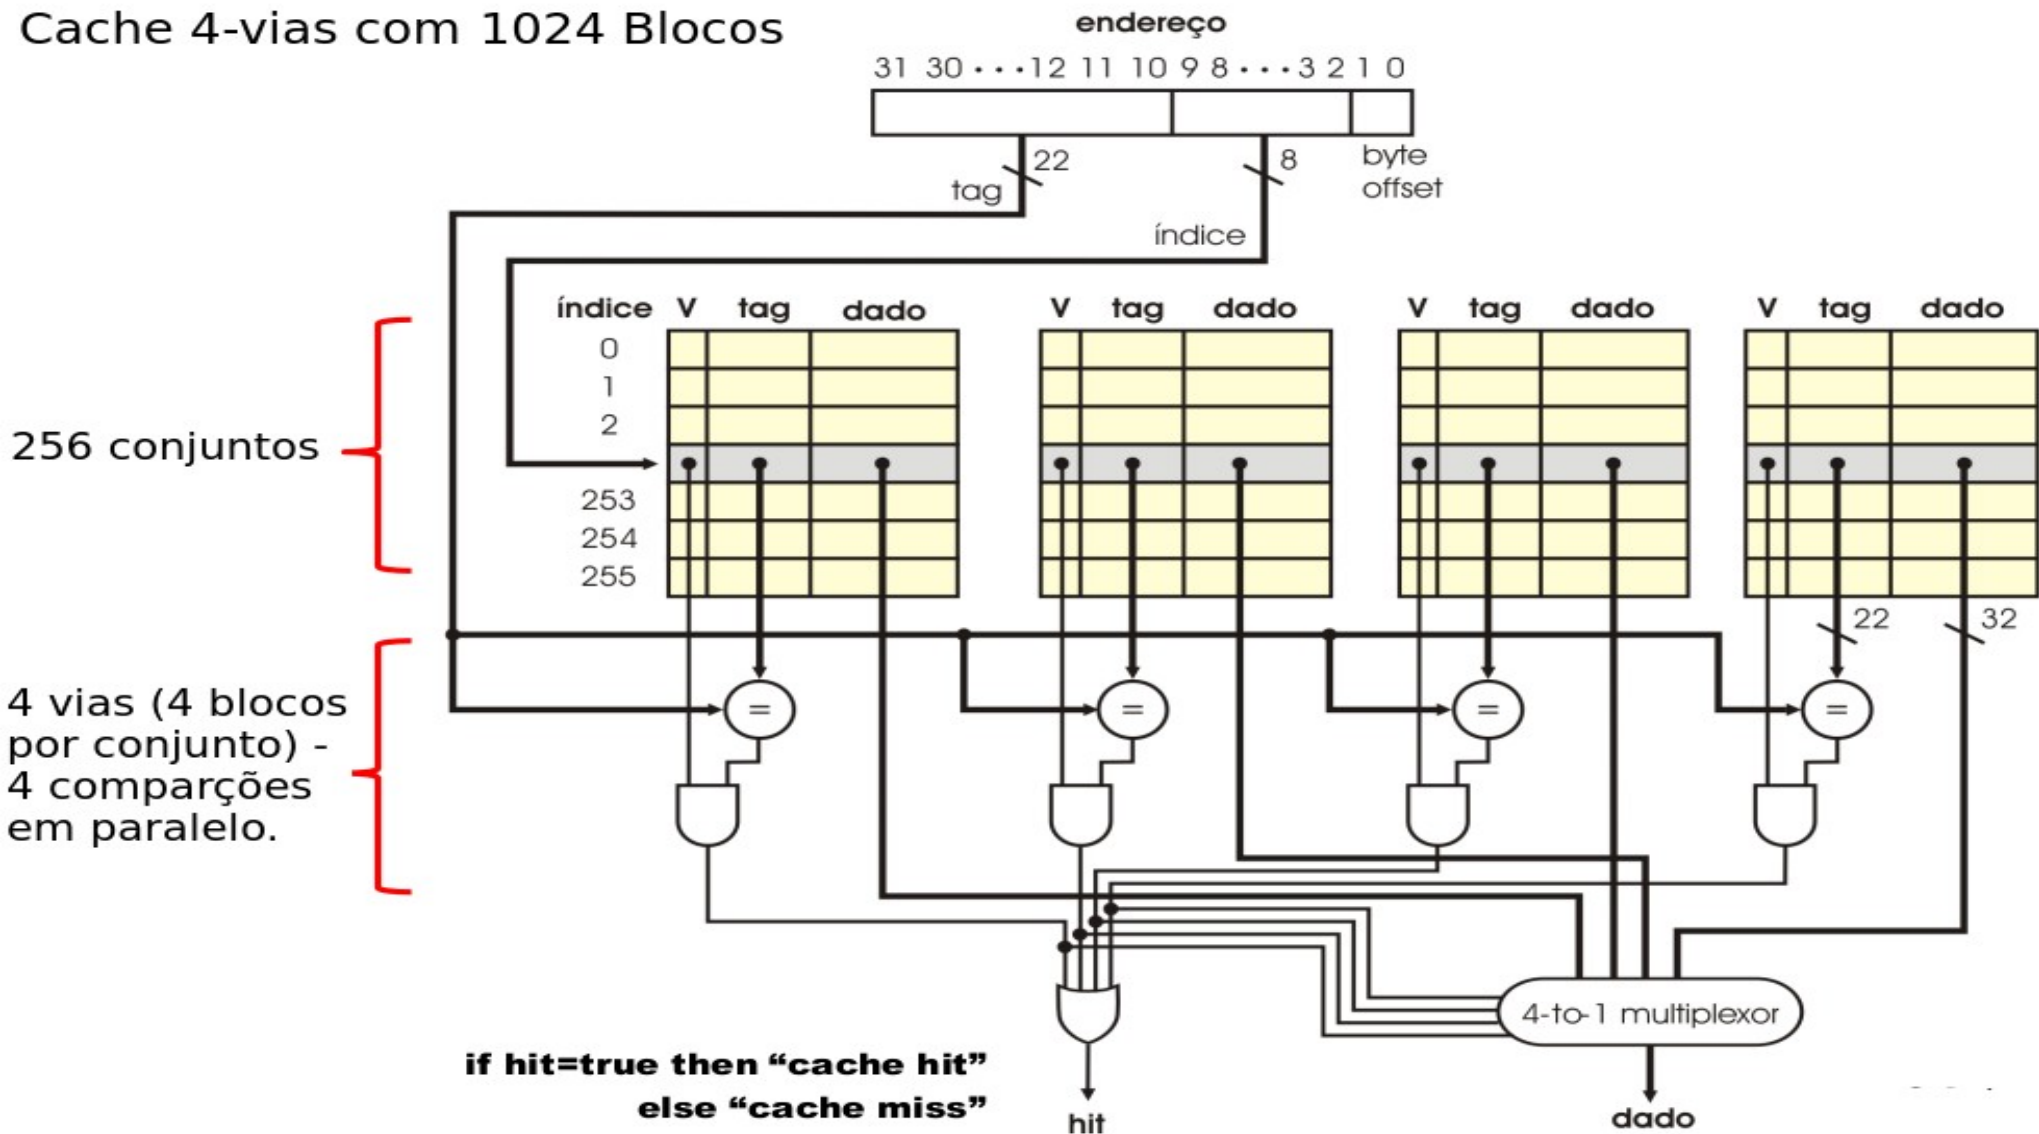 Cache 4-vias com 1024 Blocos
endereço
31 30 · · · 12 11 10 9 8 · · · 3 2 1 0
22
8
byte
offset
tag
índice
índice V tag dado V tag dado V tag dado V tag dado
0
1
2
256 conjuntos
253
254
255
22
32
4 vias (4 blocos
por conjunto) -
4 comparções
em paralelo.
= = = =
4-to-1 multiplexor
if hit=true then “cache hit”
else “cache miss”
hit
dado